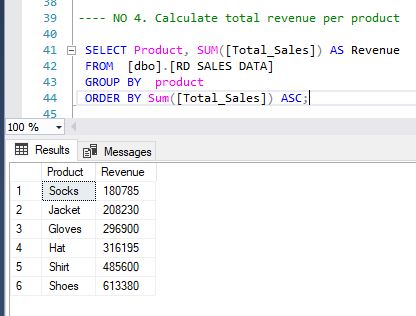 38
39 ---- NO 4. Calculate total revenue per product
40
41 SELECT Product, SUM([Total_Sales]) AS Revenue
42 FROM [dbo].[RD SALES DATA]
43 GROUP BY product
44 ORDER BY Sum([Total_Sales]) ASC;
45
100 %
Results Messages
Product Revenue
1 Socks 180785
2 Jacket 208230
3 Gloves 296900
4 Hat 316195
5 Shirt 485600
6 Shoes 613380